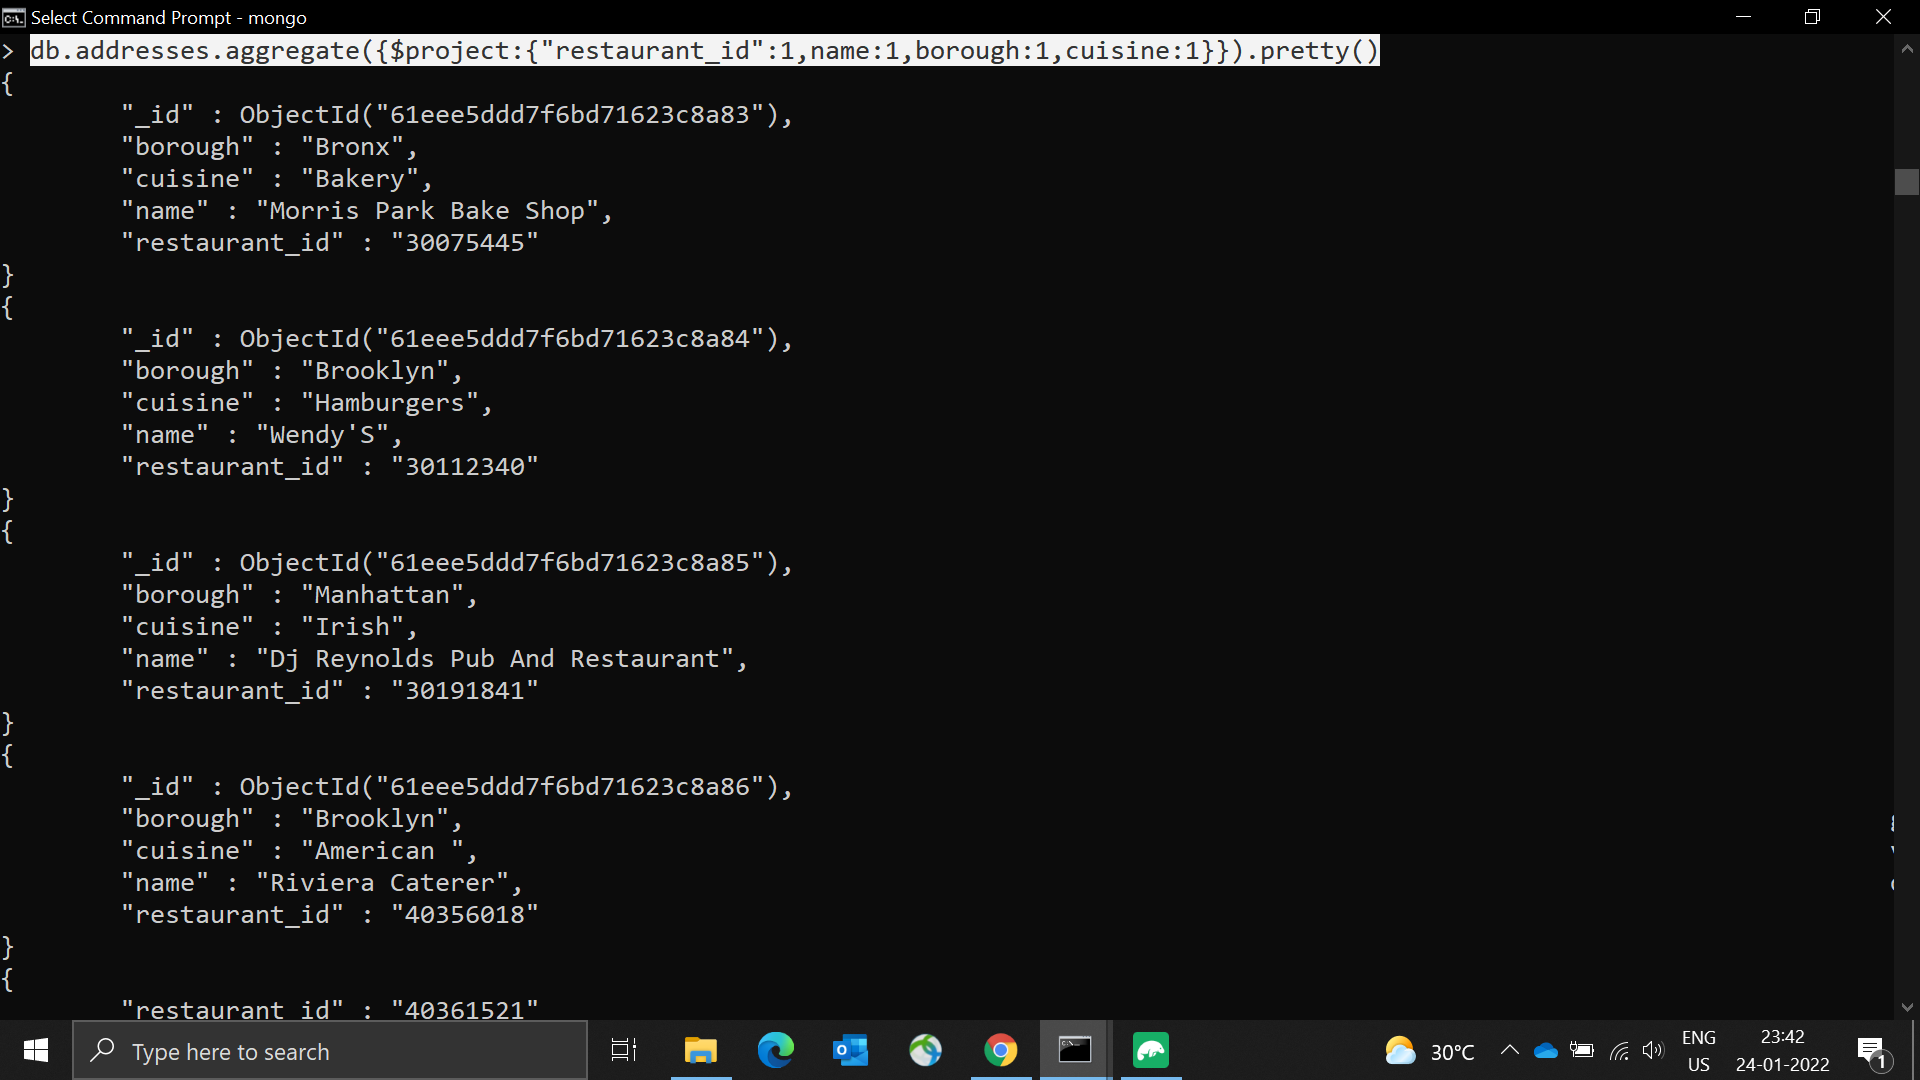 Select Command Prompt - mongo
> db.addresses.aggregate({$project:{"restaurant_id":1,name:1,borough:1,cuisine:1}}).pretty()
{
"_id" : ObjectId("61eee5ddd7f6bd71623c8a83"),
"borough" : "Bronx",
"cuisine" : "Bakery",
"name" : "Morris Park Bake Shop",
"restaurant_id" : "30075445"
}
{
"_id" : ObjectId("61eee5ddd7f6bd71623c8a84"),
"borough" : "Brooklyn",
"cuisine" : "Hamburgers",
"name" : "Wendy'S",
"restaurant_id" : "30112340"
}
{
"_id" : ObjectId("61eee5ddd7f6bd71623c8a85"),
"borough" : "Manhattan",
"cuisine" : "Irish",
"name" : "Dj Reynolds Pub And Restaurant",
"restaurant_id" : "30191841"
}
{
"_id" : ObjectId("61eee5ddd7f6bd71623c8a86"),
"borough" : "Brooklyn",
"cuisine" : "American ",
"name" : "Riviera Caterer",
"restaurant_id" : "40356018"
}
{
"restaurant_id" : "40361521"
Type here to search
30°C
ENG
US
23:42
24-01-2022
1